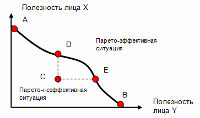 Полезность лица X
A
D
Парето-эффективная
ситуация
C
E
Парето-неэффективная
ситуация
B
Полезность
лица Y